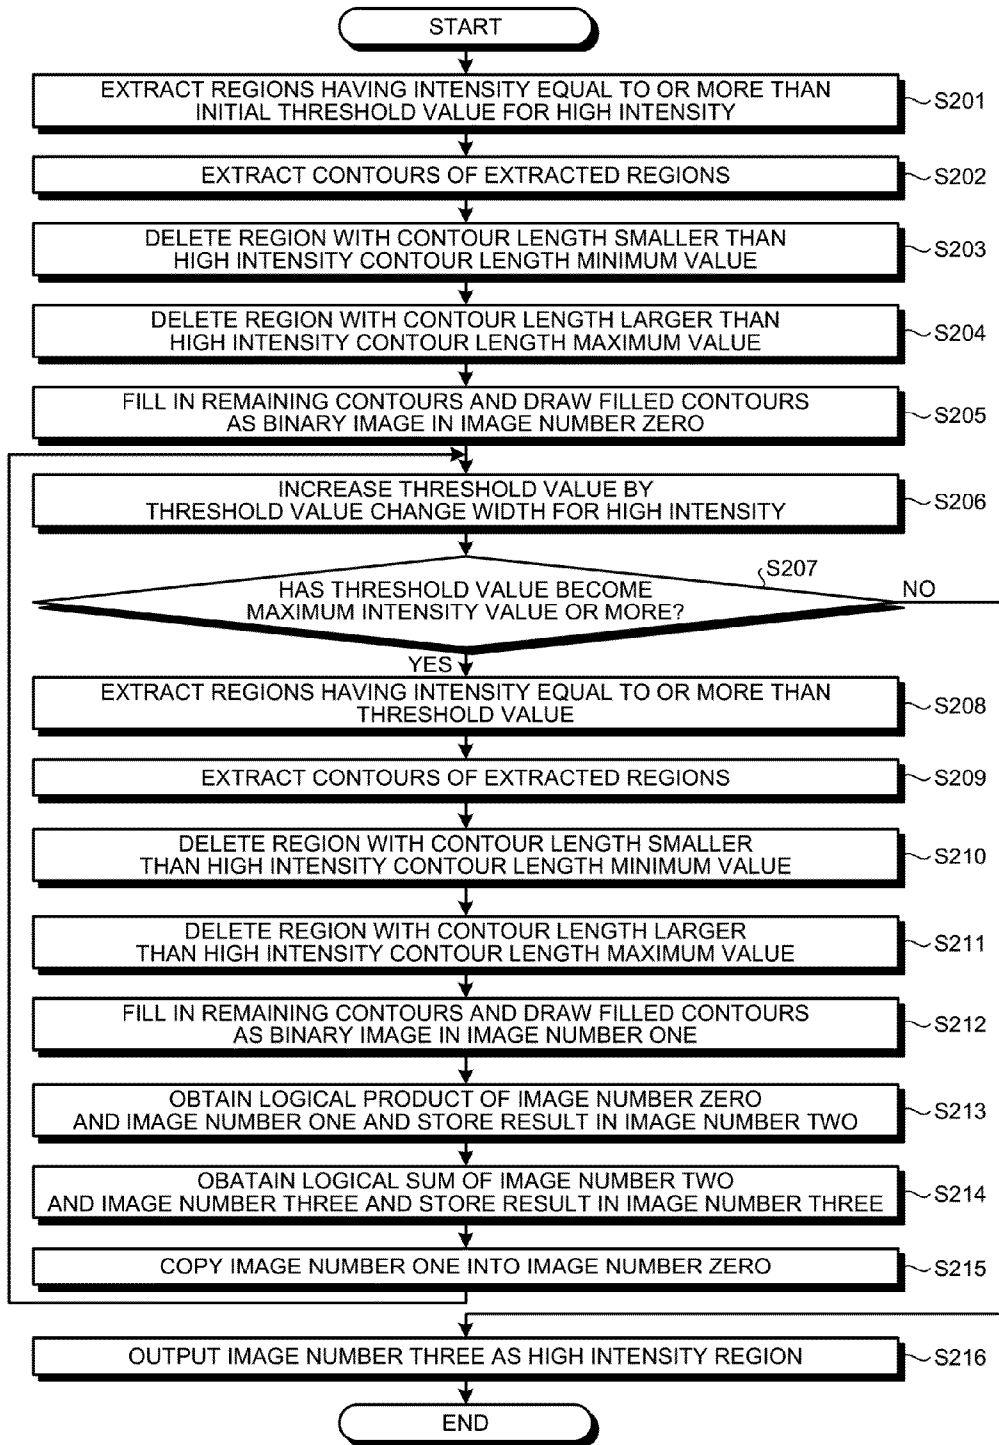 START
EXTRACT REGIONS HAVING INTENSITY EQUAL TO OR MORE THAN
INITIAL THRESHOLD VALUE FOR HIGH INTENSITY
S201
EXTRACT CONTOURS OF EXTRACTED REGIONS
S202
DELETE REGION WITH CONTOUR LENGTH SMALLER THAN
HIGH INTENSITY CONTOUR LENGTH MINIMUM VALUE
S203
DELETE REGION WITH CONTOUR LENGTH LARGER THAN
HIGH INTENSITY CONTOUR LENGTH MAXIMUM VALUE
S204
FILL IN REMAINING CONTOURS AND DRAW FILLED CONTOURS
AS BINARY IMAGE IN IMAGE NUMBER ZERO
S205
INCREASE THRESHOLD VALUE BY
THRESHOLD VALUE CHANGE WIDTH FOR HIGH INTENSITY
S206
S207
HAS THRESHOLD VALUE BECOME
MAXIMUM INTENSITY VALUE OR MORE?
NO
YES
EXTRACT REGIONS HAVING INTENSITY EQUAL TO OR MORE THAN
THRESHOLD VALUE
S208
EXTRACT CONTOURS OF EXTRACTED REGIONS
S209
DELETE REGION WITH CONTOUR LENGTH SMALLER
THAN HIGH INTENSITY CONTOUR LENGTH MINIMUM VALUE
S210
DELETE REGION WITH CONTOUR LENGTH LARGER
THAN HIGH INTENSITY CONTOUR LENGTH MAXIMUM VALUE
S211
FILL IN REMAINING CONTOURS AND DRAW FILLED CONTOURS
AS BINARY IMAGE IN IMAGE NUMBER ONE
S212
OBTAIN LOGICAL PRODUCT OF IMAGE NUMBER ZERO
AND IMAGE NUMBER ONE AND STORE RESULT IN IMAGE NUMBER TWO
S213
OBATAIN LOGICAL SUM OF IMAGE NUMBER TWO
AND IMAGE NUMBER THREE AND STORE RESULT IN IMAGE NUMBER THREE
S214
COPY IMAGE NUMBER ONE INTO IMAGE NUMBER ZERO
S215
OUTPUT IMAGE NUMBER THREE AS HIGH INTENSITY REGION
S216
END